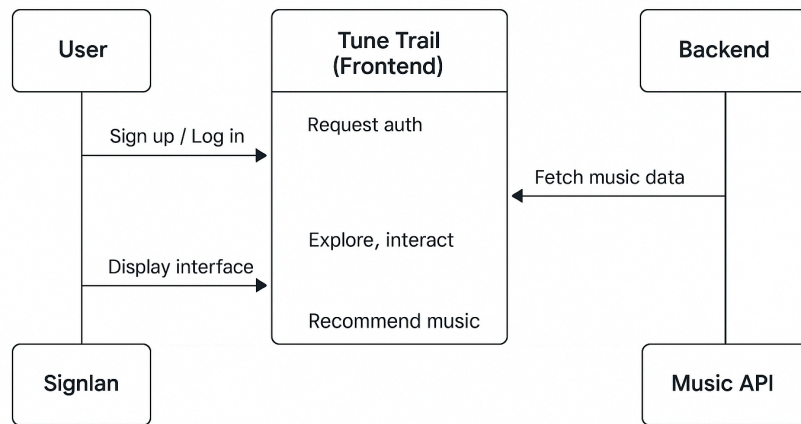 User
Tune Trail
(Frontend)
Backend
Request auth
Sign up / Log in
Fetch music data
Explore, interact
Display interface
Recommend music
Signlan
Music API